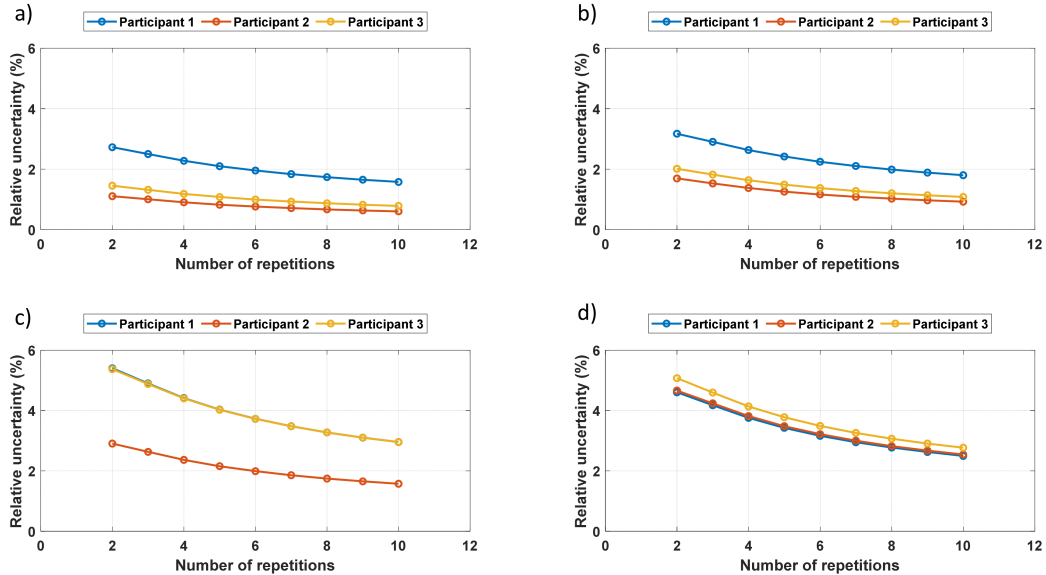 a)
Participant 1 Participant 2 Participant 3
Relative uncertainty (%)
6
4
2
0
0 2 4 6 8 10 12
Number of repetitions
b)
Participant 1 Participant 2 Participant 3
Relative uncertainty (%)
6
4
2
0
0 2 4 6 8 10 12
Number of repetitions
c)
Participant 1 Participant 2 Participant 3
Relative uncertainty (%)
6
4
2
0
0 2 4 6 8 10 12
Number of repetitions
d)
Participant 1 Participant 2 Participant 3
Relative uncertainty (%)
6
4
2
0
0 2 4 6 8 10 12
Number of repetitions